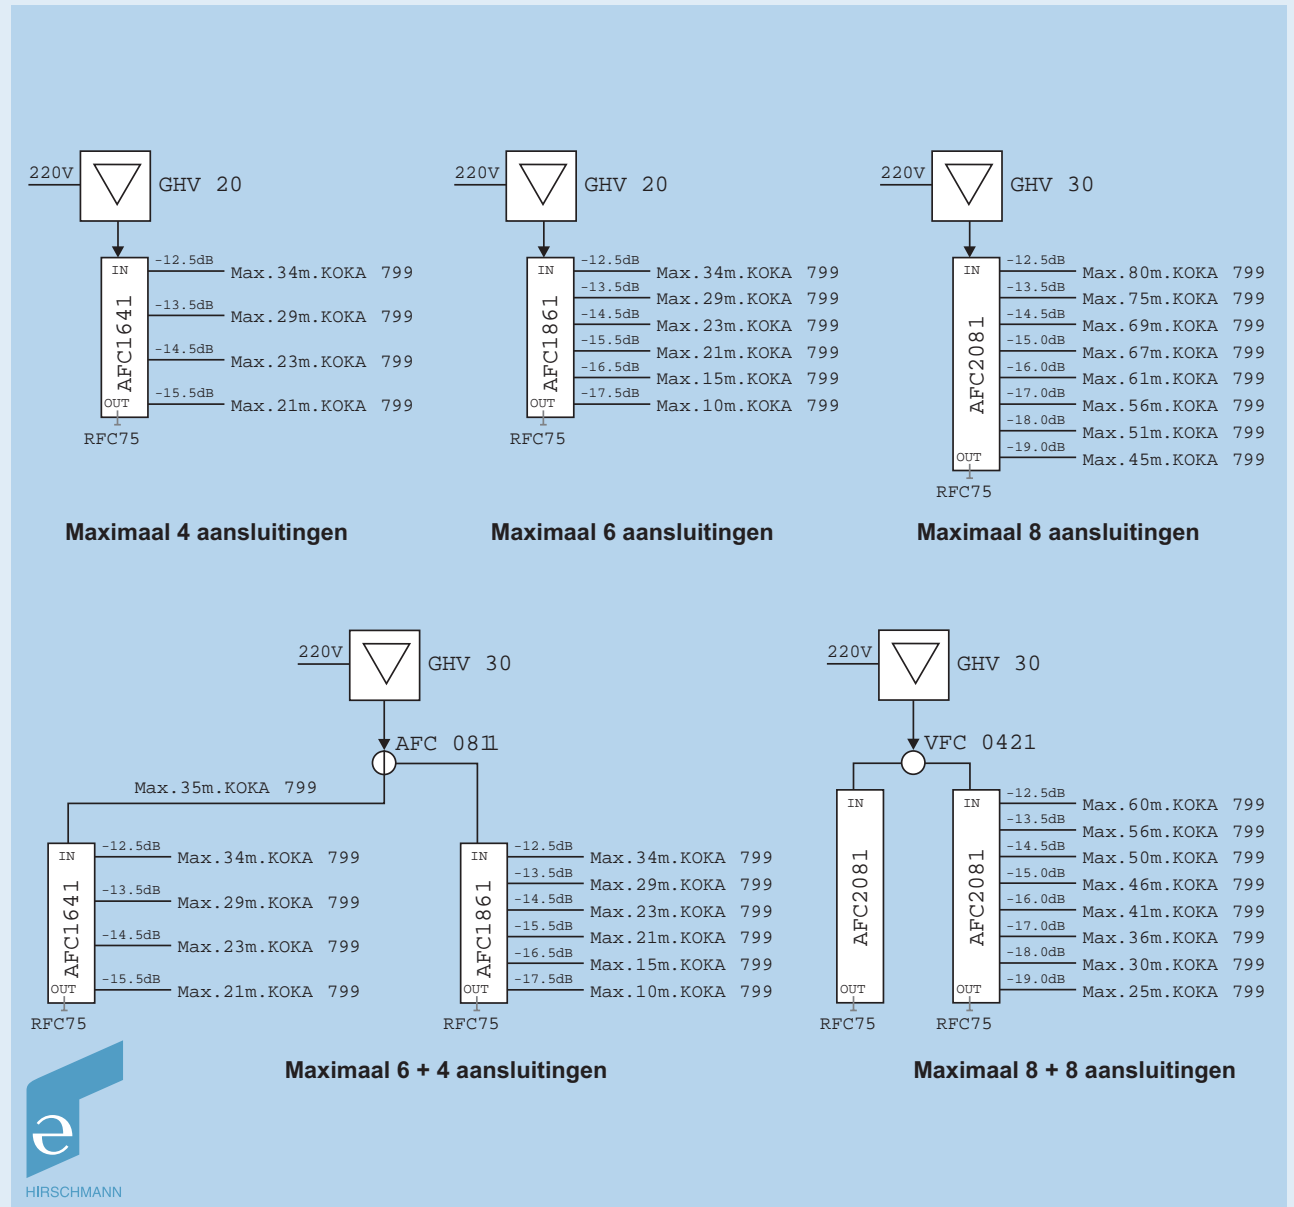 220V
GHV 20
IN
AFC1641
OUT
RFC75
-12.5dB
Max.34m.KOKA 799
-13.5dB
Max.29m.KOKA 799
-14.5dB
Max.23m.KOKA 799
-15.5dB
Max.21m.KOKA 799
Maximaal 4 aansluitingen
220V
GHV 20
IN
AFC1861
OUT
RFC75
-12.5dB
Max.34m.KOKA 799
-13.5dB
Max.29m.KOKA 799
-14.5dB
Max.23m.KOKA 799
-15.5dB
Max.21m.KOKA 799
-16.5dB
Max.15m.KOKA 799
-17.5dB
Max.10m.KOKA 799
Maximaal 6 aansluitingen
220V
GHV 30
IN
AFC2081
OUT
RFC75
-12.5dB
Max.80m.KOKA 799
-13.5dB
Max.75m.KOKA 799
-14.5dB
Max.69m.KOKA 799
-15.0dB
Max.67m.KOKA 799
-16.0dB
Max.61m.KOKA 799
-17.0dB
Max.56m.KOKA 799
-18.0dB
Max.51m.KOKA 799
-19.0dB
Max.45m.KOKA 799
Maximaal 8 aansluitingen
220V
GHV 30
AFC 0811
Max.35m.KOKA 799
IN
AFC1641
OUT
RFC75
-12.5dB
Max.34m.KOKA 799
-13.5dB
Max.29m.KOKA 799
-14.5dB
Max.23m.KOKA 799
-15.5dB
Max.21m.KOKA 799
IN
AFC1861
OUT
RFC75
-12.5dB
Max.34m.KOKA 799
-13.5dB
Max.29m.KOKA 799
-14.5dB
Max.23m.KOKA 799
-15.5dB
Max.21m.KOKA 799
-16.5dB
Max.15m.KOKA 799
-17.5dB
Max.10m.KOKA 799
Maximaal 6 + 4 aansluitingen
220V
GHV 30
VFC 0421
IN
AFC2081
OUT
RFC75
IN
AFC2081
OUT
RFC75
-12.5dB
Max.60m.KOKA 799
-13.5dB
Max.56m.KOKA 799
-14.5dB
Max.50m.KOKA 799
-15.0dB
Max.46m.KOKA 799
-16.0dB
Max.41m.KOKA 799
-17.0dB
Max.36m.KOKA 799
-18.0dB
Max.30m.KOKA 799
-19.0dB
Max.25m.KOKA 799
Maximaal 8 + 8 aansluitingen
HIRSCHMANN